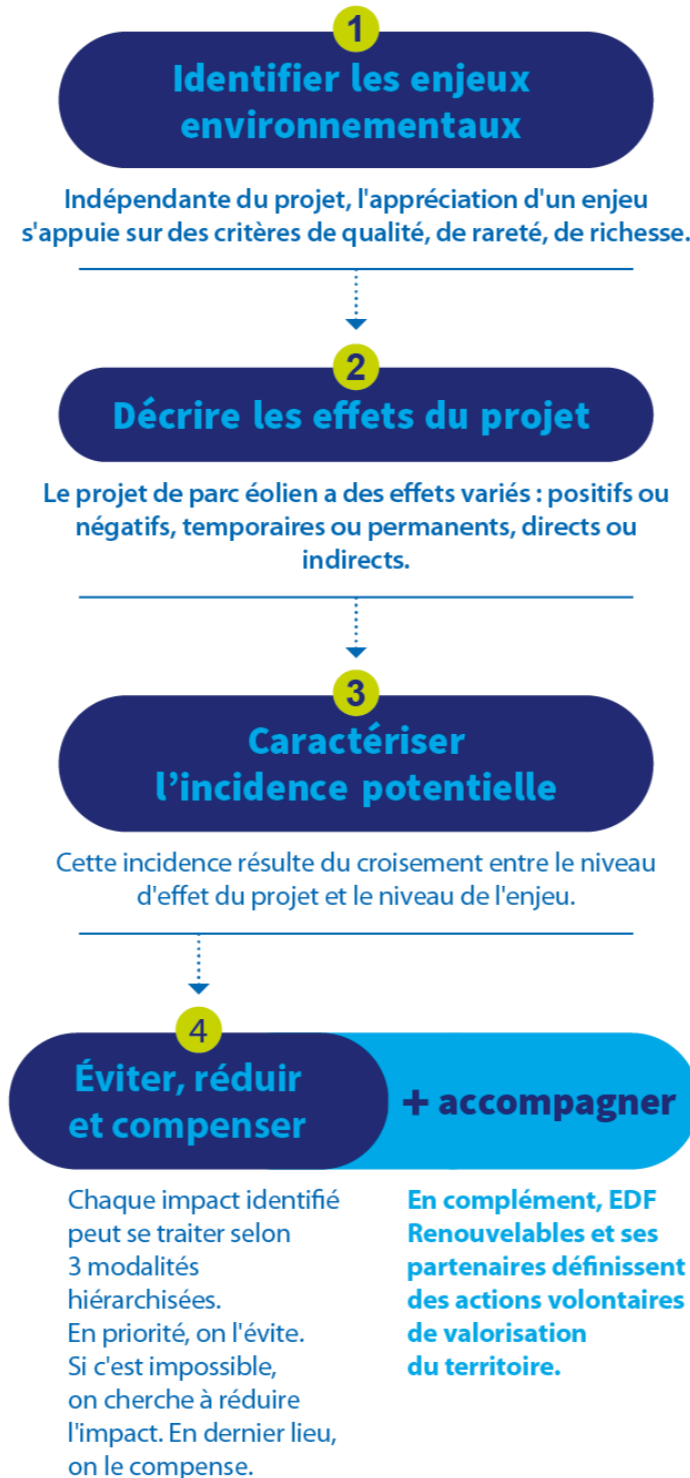 1
Identifier les enjeux
environnementaux
Indépendante du projet, l'appréciation d'un enjeu
s'appuie sur des critères de qualité, de rareté, de richesse.
2
Décrire les effets du projet
Le projet de parc éolien a des effets variés : positifs ou
négatifs, temporaires ou permanents, directs ou
indirects.
3
Caractériser
l’incidence potentielle
Cette incidence résulte du croisement entre le niveau
d'effet du projet et le niveau de l'enjeu.
4
Éviter, réduire
et compenser
Chaque impact identifié
peut se traiter selon
3 modalités
hiérarchisées.
En priorité, on l'évite.
Si c'est impossible,
on cherche à réduire
l'impact. En dernier lieu,
on le compense.
+ accompagner
En complément, EDF
Renouvelables et ses
partenaires définissent
des actions volontaires
de valorisation
du territoire.